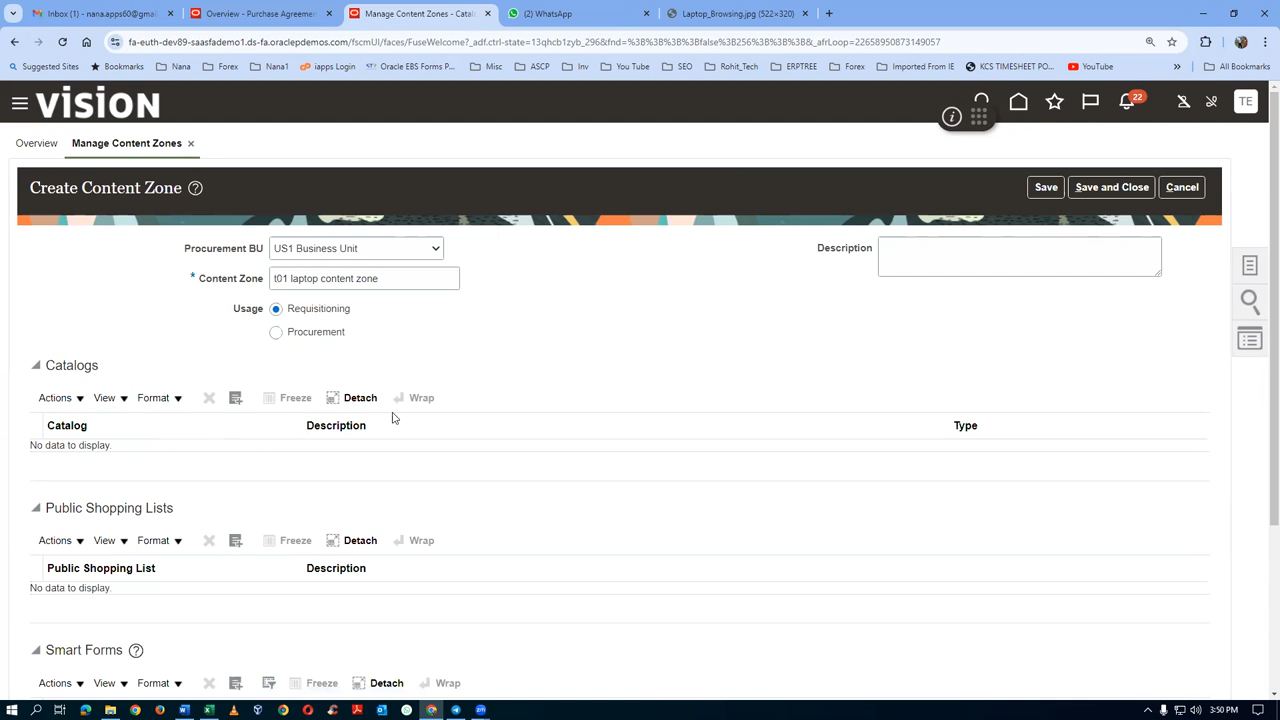 Inbox (1) - nana.apps60@gmai
Overview - Purchase Agreemen
Manage Content Zones - Catal
(2) WhatsApp
Laptop_Browsing.jpg (522×320)
fa-euth-dev89-saasfademo1.ds-fa.oraclepdemos.com/fscmUI/faces/FuseWelcome?_adf.ctrl-state=13qhcb1zyb_296&fnd=%3B%3B%3B%3Bfalse%3B256%3B%3B%3B&_afrLoop=22658950873149057
Suggested Sites
Bookmarks
Nana
Forex
Nana1
iapps Login
Oracle EBS Forms P...
Misc
ASCP
Inv
You Tube
SEO
Rohit_Tech
ERPTREE
Forex
Imported From IE
KCS TIMESHEET PO...
YouTube
All Bookmarks
VISION
22
TE
Overview
Manage Content Zones
Create Content Zone
Save
Save and Close
Cancel
Procurement BU
US1 Business Unit
Description
* Content Zone
t01 laptop content zone
Usage
Requisitioning
Procurement
Catalogs
Actions
View
Format
Freeze
Detach
Wrap
Catalog
Description
Type
No data to display.
Public Shopping Lists
Actions
View
Format
Freeze
Detach
Wrap
Public Shopping List
Description
No data to display.
Smart Forms
Actions
View
Format
Freeze
Detach
Wrap
3:50 PM